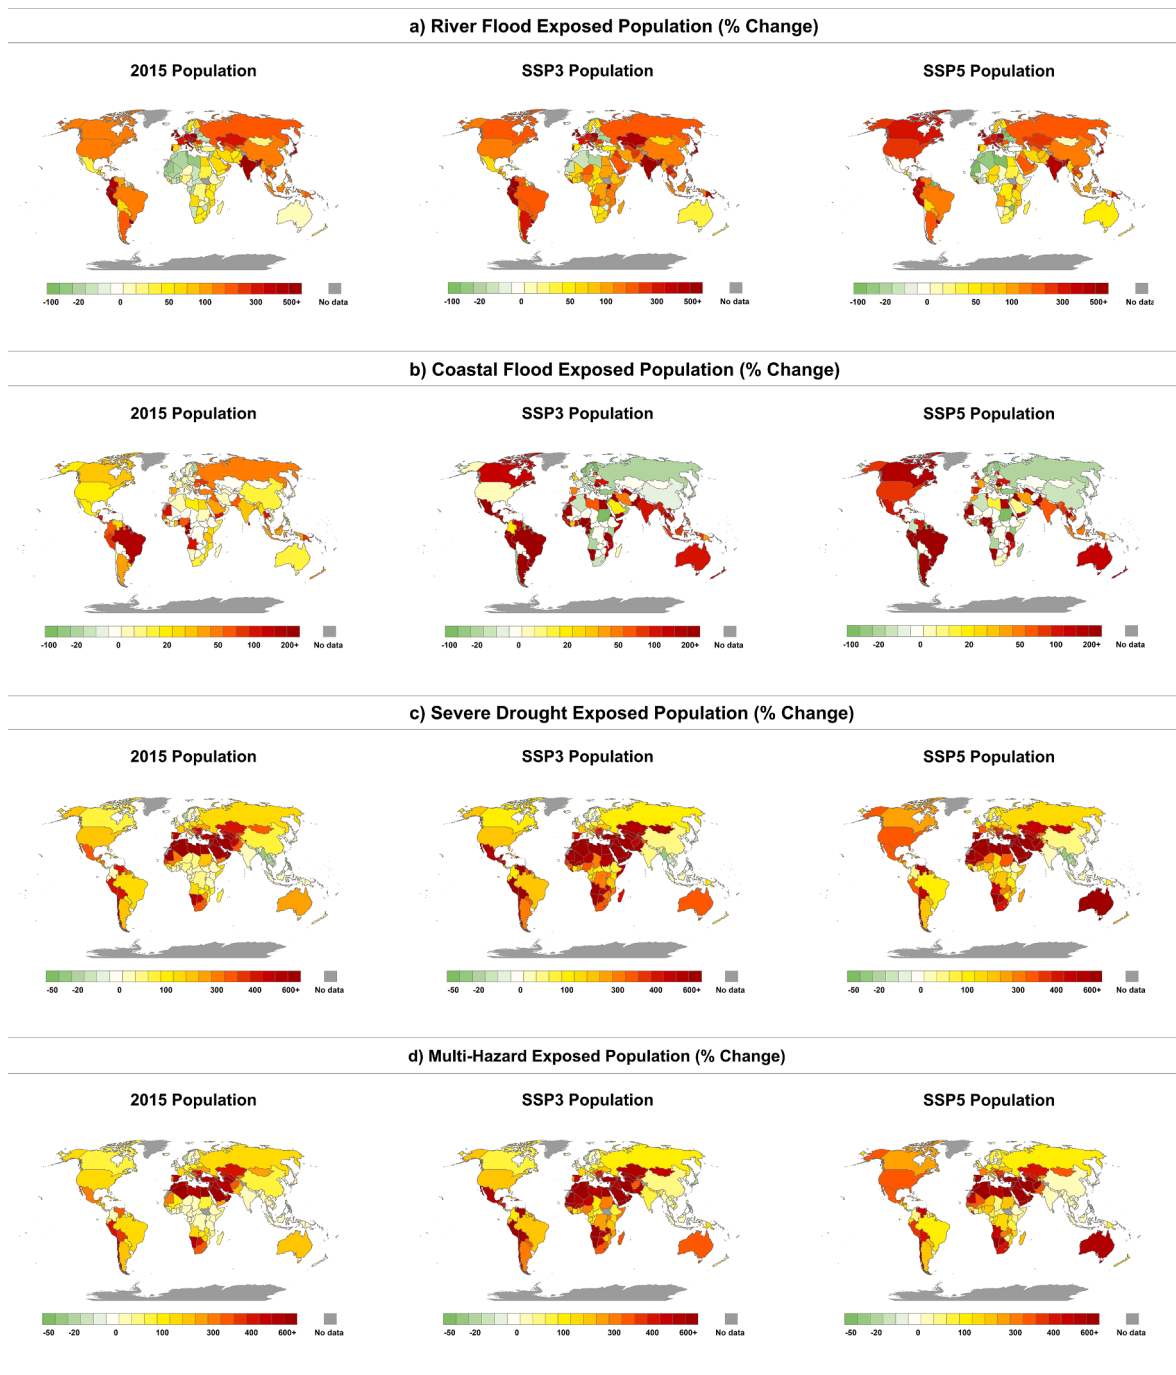 a) River Flood Exposed Population (% Change)
2015 Population SSP3 Population SSP5 Population
-100 -20 0 50 100 300 500+ No data -100 -20 0 50 100 300 500+ No data -100 -20 0 50 100 300 500+ No data
b) Coastal Flood Exposed Population (% Change)
2015 Population SSP3 Population SSP5 Population
-100 -20 0 20 50 100 200+ No data -100 -20 0 20 50 100 200+ No data -100 -20 0 20 50 100 200+ No data
c) Severe Drought Exposed Population (% Change)
2015 Population SSP3 Population SSP5 Population
-50 -20 0 100 300 400 600+ No data -50 -20 0 100 300 400 600+ No data -50 -20 0 100 300 400 600+ No data
d) Multi-Hazard Exposed Population (% Change)
2015 Population SSP3 Population SSP5 Population
-50 -20 0 100 300 400 600+ No data -50 -20 0 100 300 400 600+ No data -50 -20 0 100 300 400 600+ No data